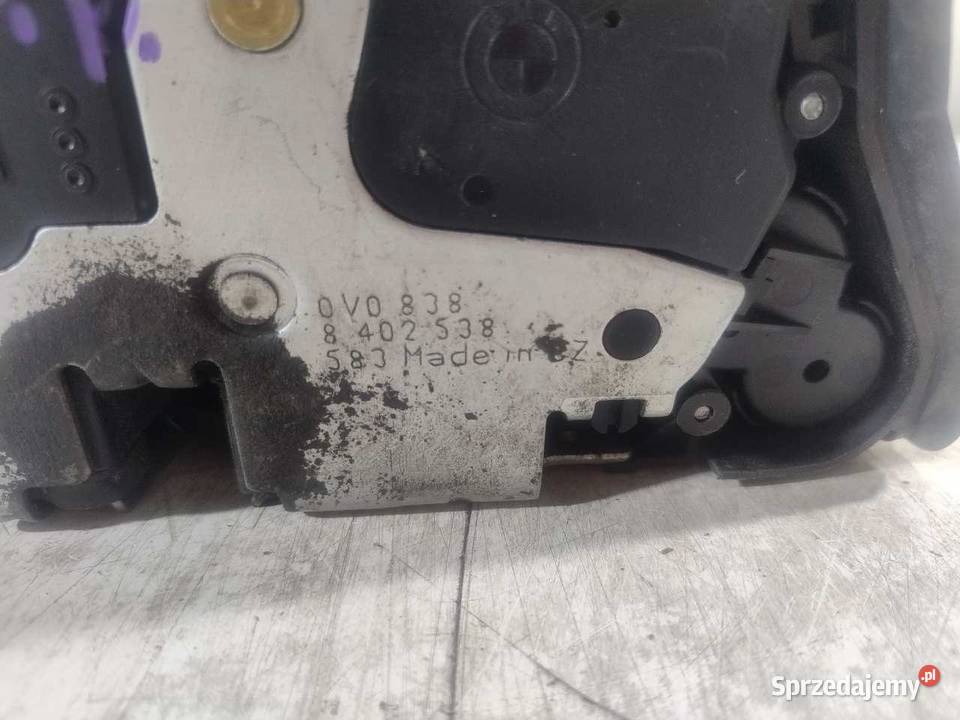 0V0 838
8 402 538
583 Made in CZ
Sprzedajemy.pl